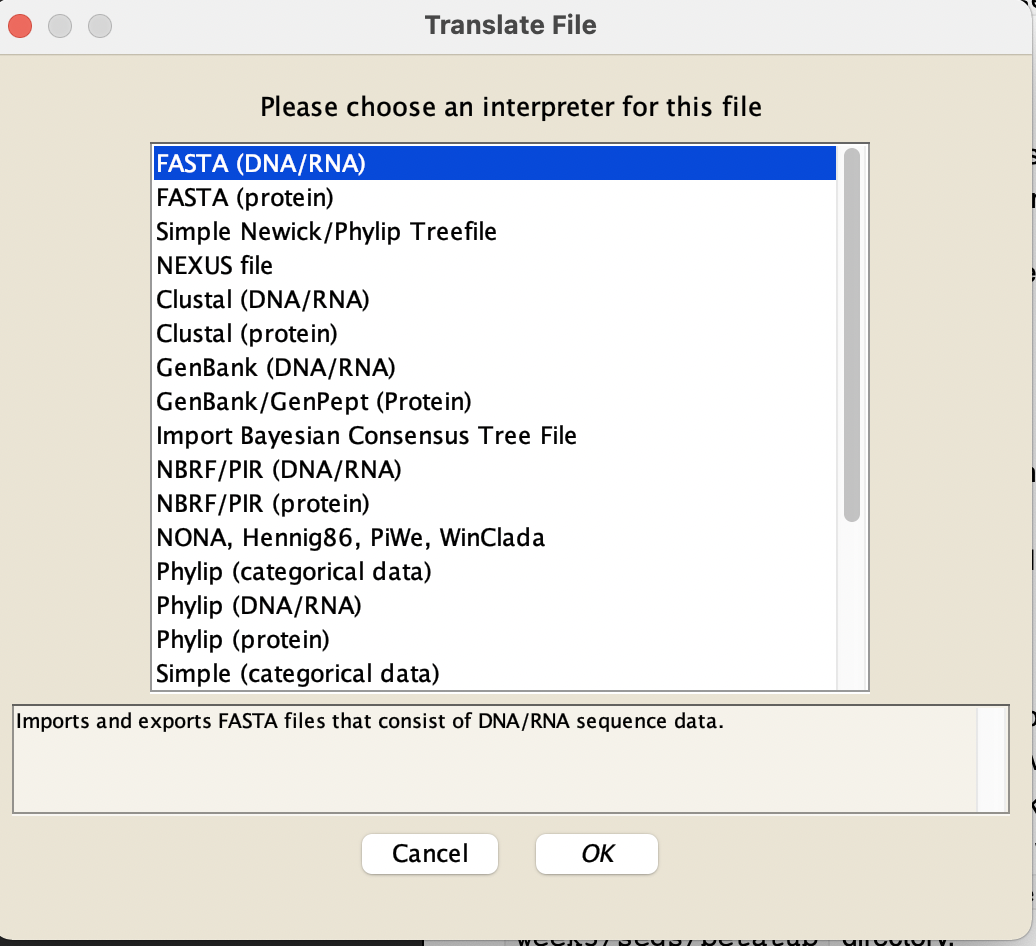 Translate File
Please choose an interpreter for this file
FASTA (DNA/RNA)
FASTA (protein)
Simple Newick/Phylip Treefile
NEXUS file
Clustal (DNA/RNA)
Clustal (protein)
GenBank (DNA/RNA)
GenBank/GenPept (Protein)
Import Bayesian Consensus Tree File
NBRF/PIR (DNA/RNA)
NBRF/PIR (protein)
NONA, Hennig86, PiWe, WinClada
Phylip (categorical data)
Phylip (DNA/RNA)
Phylip (protein)
Simple (categorical data)
Imports and exports FASTA files that consist of DNA/RNA sequence data.
Cancel
OK
directory.